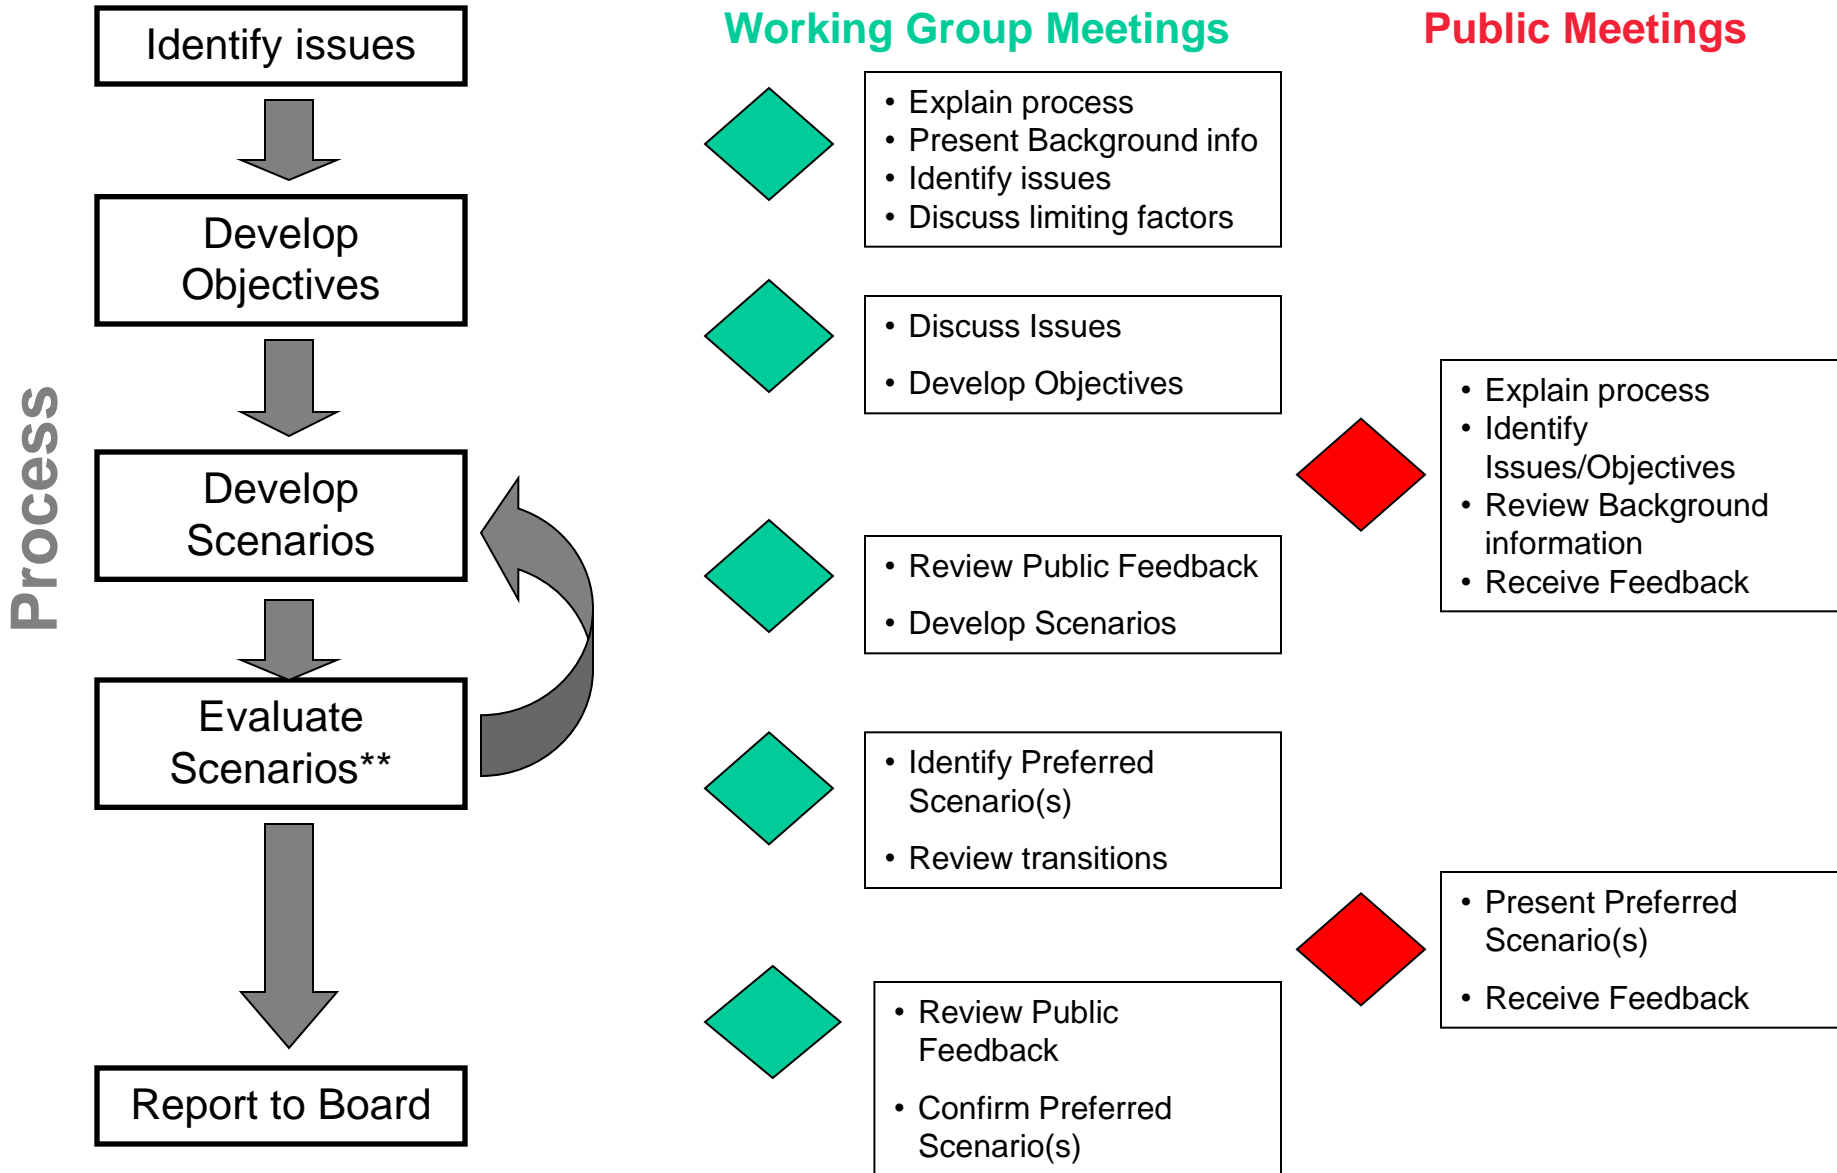 Identify issues
Develop
Objectives
Develop
Scenarios
Evaluate
Scenarios**
Report to Board
Process
Working Group Meetings
• Explain process
• Present Background info
• Identify issues
• Discuss limiting factors
• Discuss Issues
• Develop Objectives
• Review Public Feedback
• Develop Scenarios
• Identify Preferred
Scenario(s)
• Review transitions
• Review Public
Feedback
• Confirm Preferred
Scenario(s)
Public Meetings
• Explain process
• Identify
Issues/Objectives
• Review Background
information
• Receive Feedback
• Present Preferred
Scenario(s)
• Receive Feedback